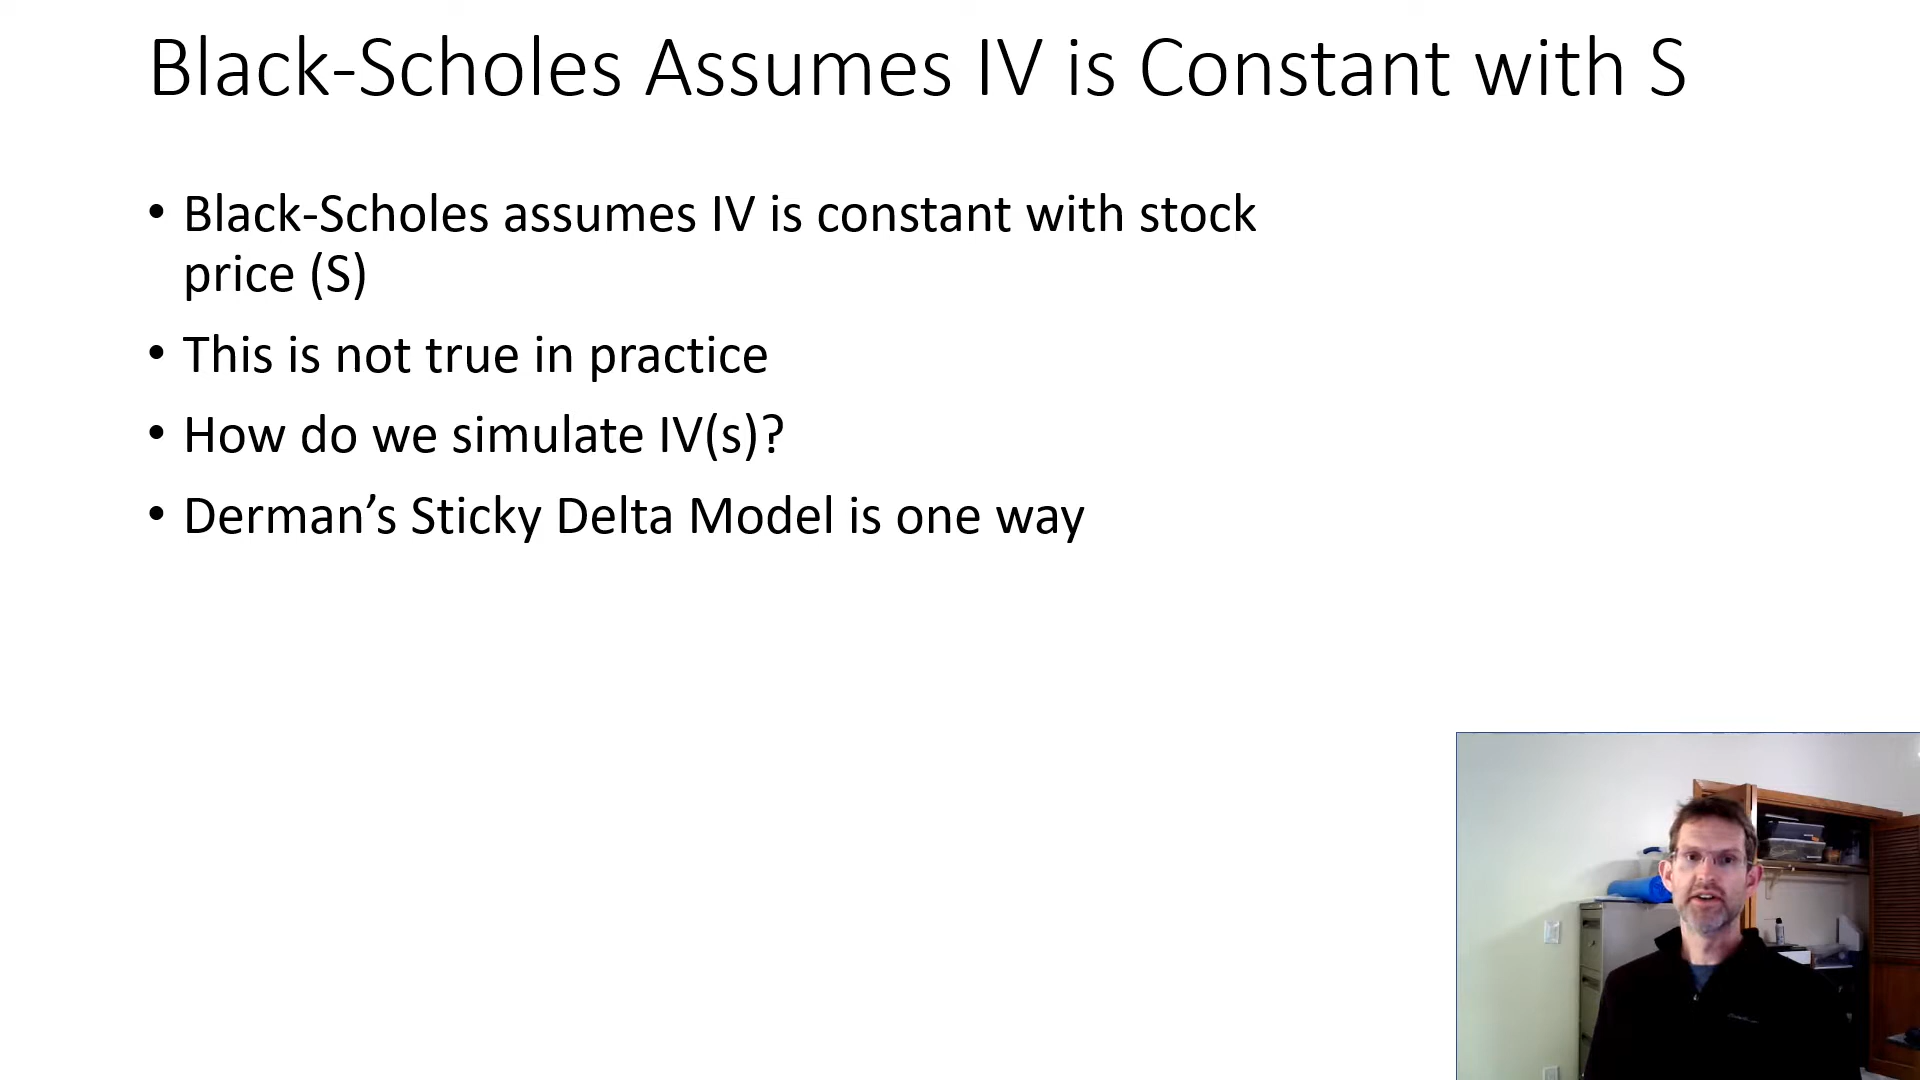 Black-Scholes Assumes IV is Constant with S
• Black-Scholes assumes IV is constant with stock
price (S)
• This is not true in practice
• How do we simulate IV(s)?
• Derman’s Sticky Delta Model is one way